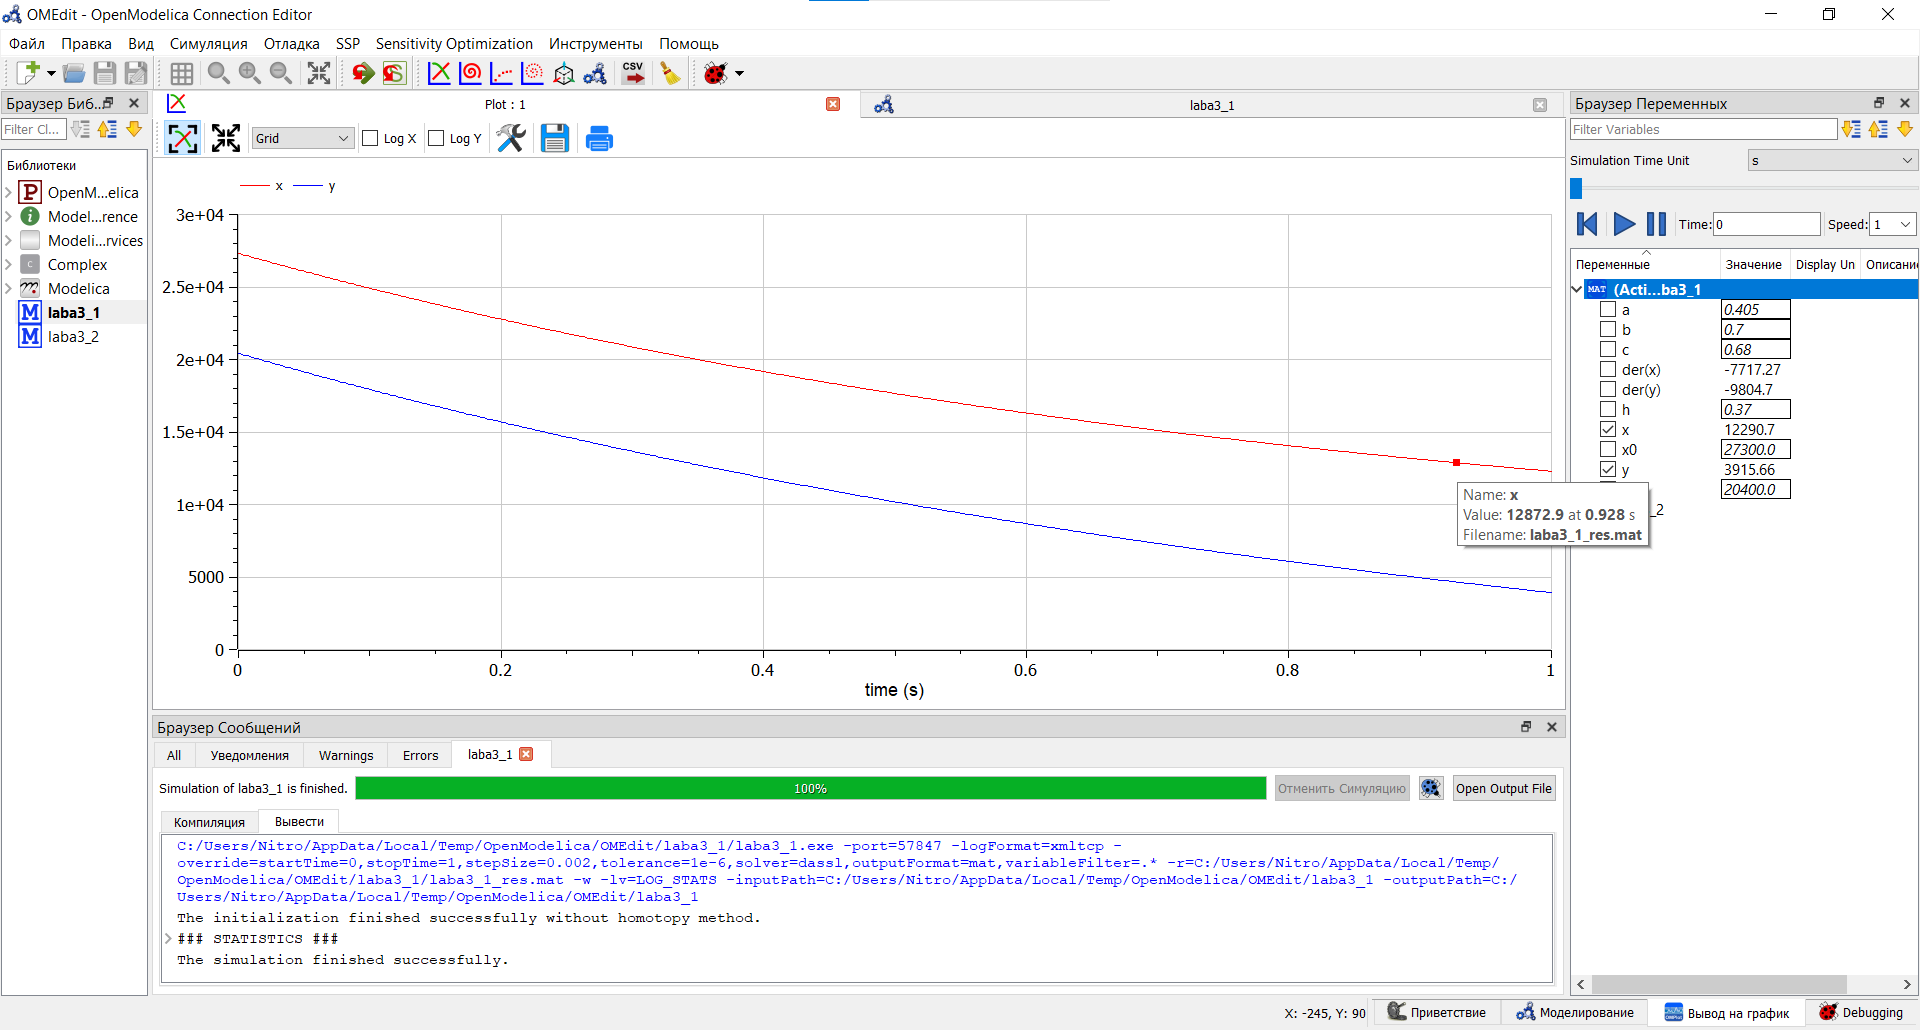 OMEdit - OpenModelica Connection Editor
Файл Правка Вид Симуляция Отладка SSP Sensitivity Optimization Инструменты Помощь
CSV
Браузер Биб...
Filter Cl...
Библиотеки
P OpenM...elica
i Model...rence
Modeli...rvices
C Complex
m Modelica
M laba3_1
M laba3_2
Plot : 1
laba3_1
Grid
Log X
Log Y
x y
3e+04
2.5e+04
2e+04
1.5e+04
1e+04
5000
0
0 0.2 0.4 0.6 0.8 1
time (s)
Name: x
Value: 12872.9 at 0.928 s
Filename: laba3_1_res.mat
Браузер Переменных
Filter Variables
Simulation Time Unit s
Time: 0 Speed: 1
Переменные Значение Display Un Описани
MAT (Acti...ba3_1
a 0.405
b 0.7
c 0.68
der(x) -7717.27
der(y) -9804.7
h 0.37
x 12290.7
x0 27300.0
y 3915.66
20400.0
_2
Браузер Сообщений
All Уведомления Warnings Errors laba3_1
Simulation of laba3_1 is finished. 100% Отменить Симуляцию Open Output File
Компиляция Вывести
C:/Users/Nitro/AppData/Local/Temp/OpenModelica/OMEdit/laba3_1/laba3_1.exe -port=57847 -logFormat=xmltcp -
override=startTime=0,stopTime=1,stepSize=0.002,tolerance=1e-6,solver=dassl,outputFormat=mat,variableFilter=.* -r=C:/Users/Nitro/AppData/Local/Temp/
OpenModelica/OMEdit/laba3_1/laba3_1_res.mat -w -lv=LOG_STATS -inputPath=C:/Users/Nitro/AppData/Local/Temp/OpenModelica/OMEdit/laba3_1 -outputPath=C:/
Users/Nitro/AppData/Local/Temp/OpenModelica/OMEdit/laba3_1
The initialization finished successfully without homotopy method.
### STATISTICS ###
The simulation finished successfully.
X: -245, Y: 90 Приветствие Моделирование Вывод на график Debugging